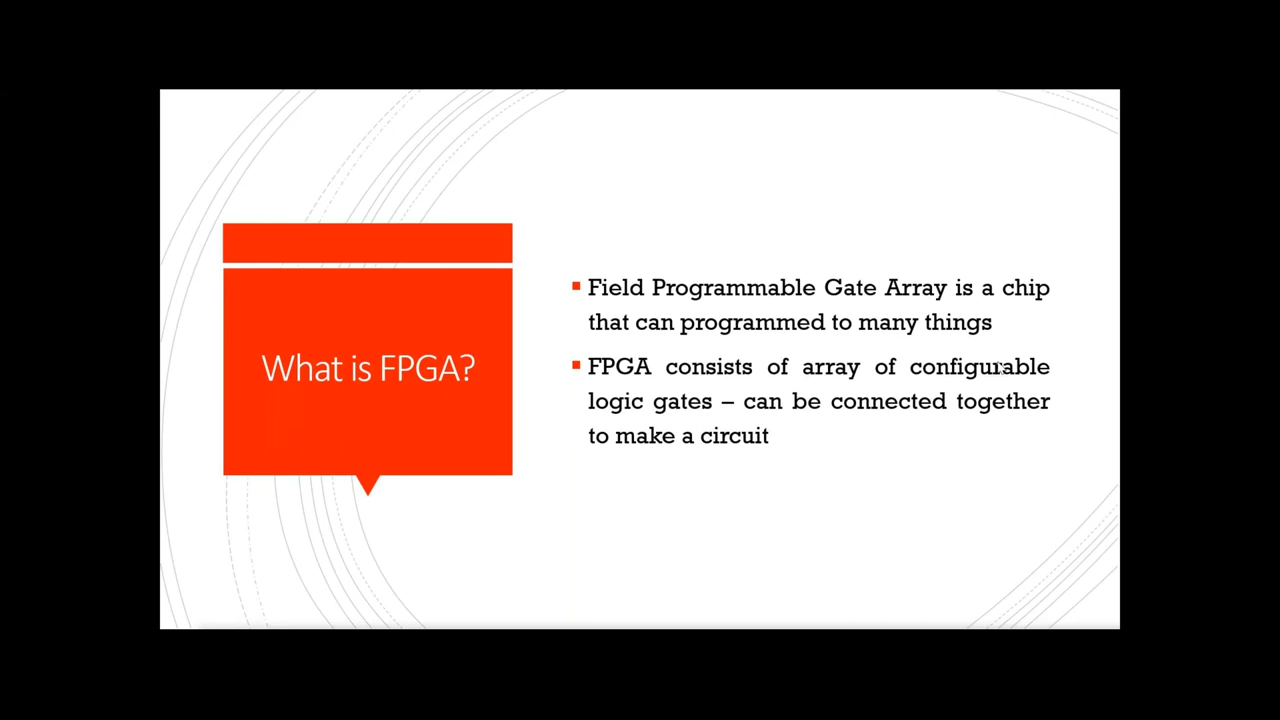 What is FPGA?
Field Programmable Gate Array is a chip
that can programmed to many things
FPGA consists of array of configurable
logic gates – can be connected together
to make a circuit